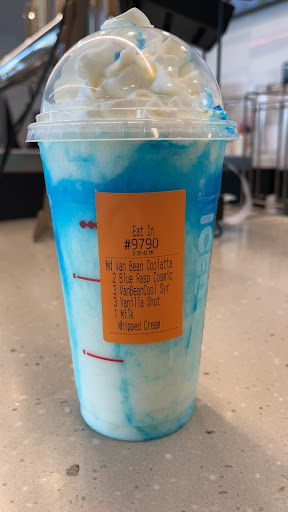 Eat In
#9790
Md Van Bean Coolatta
2 Blue Rasp Cosmic
3 VanBeanCool Syr
3 Vanilla Shot
1 Milk
Whipped Cream
ICED